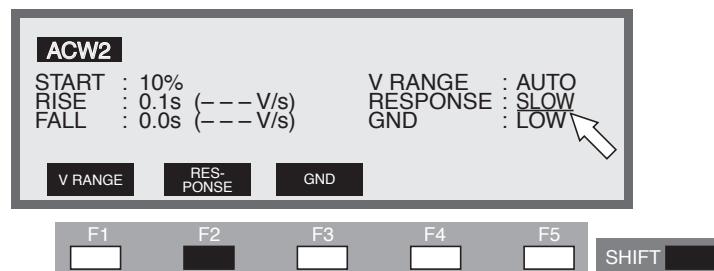 ACW2
START : 10% V RANGE : AUTO
RISE : 0.1s (– – – V/s) RESPONSE : SLOW
FALL : 0.0s (– – – V/s) GND : LOW
V RANGE RES-PONSE GND
F1 F2 F3 F4 F5
SHIFT